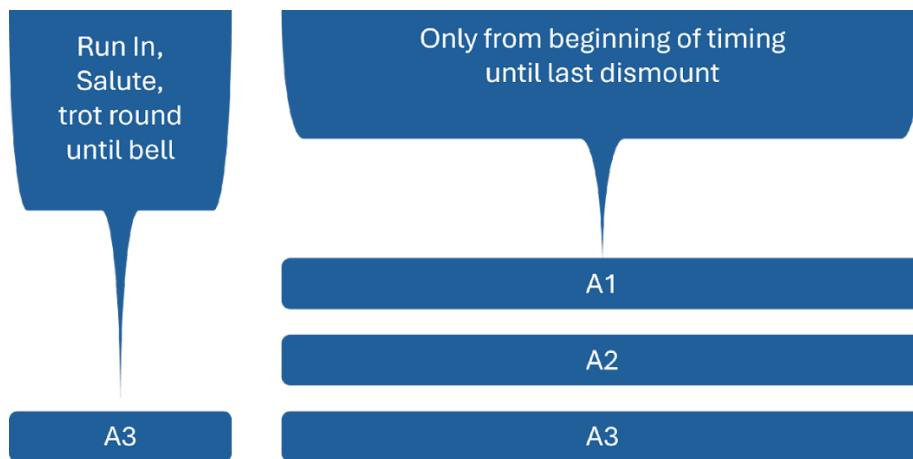 Run In,
Salute,
trot round
until bell
Only from beginning of timing
until last dismount
A1
A2
A3
A3